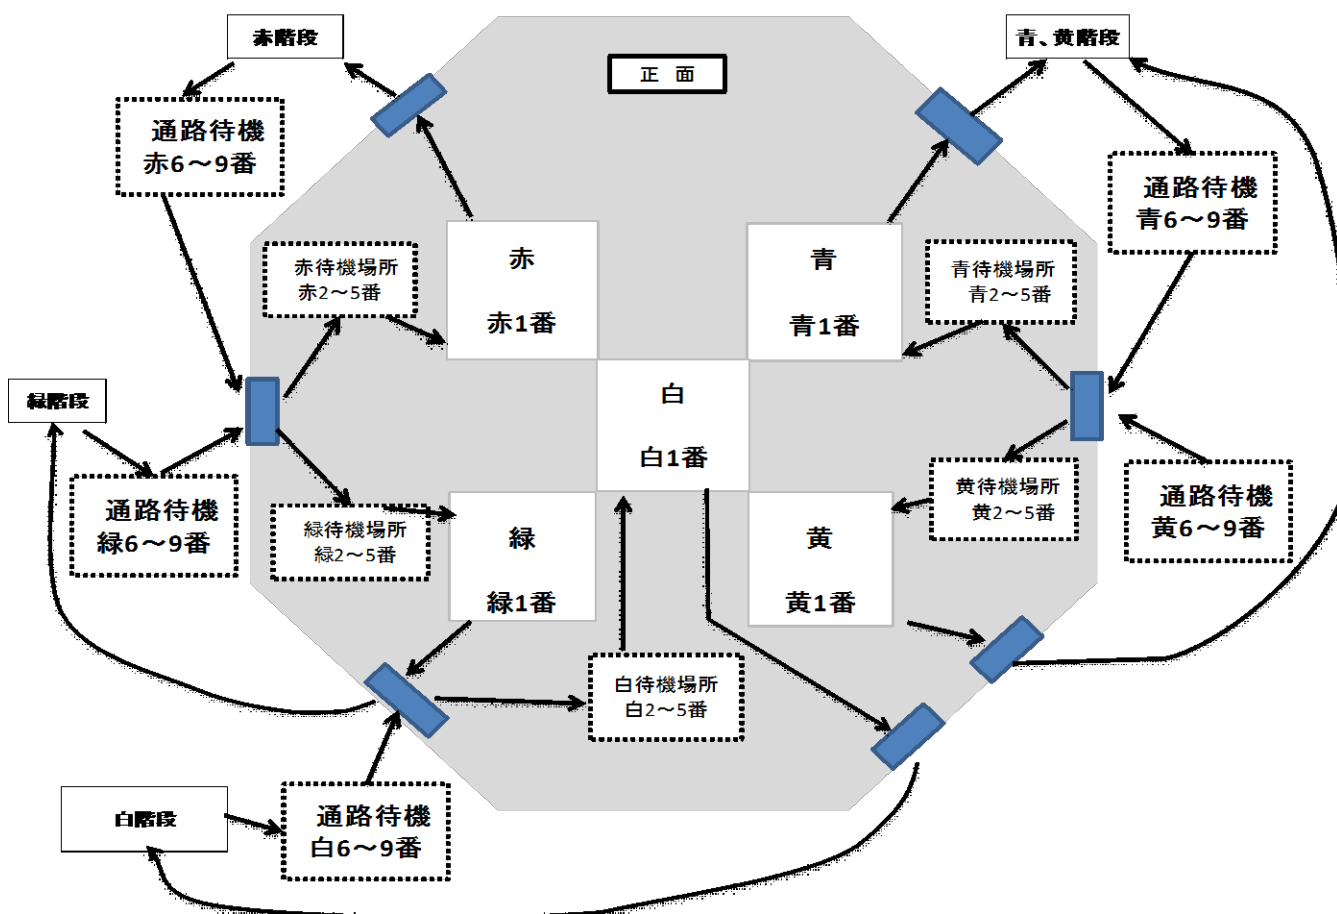 赤階段
正 面
青、黄階段
通路待機
赤6～9番
通路待機
青6～9番
赤待機場所
赤2～5番
赤
赤1番
青
青1番
青待機場所
青2～5番
緑階段
白
白1番
通路待機
緑6～9番
緑待機場所
緑2～5番
緑
緑1番
黄
黄1番
黄待機場所
黄2～5番
通路待機
黄6～9番
白待機場所
白2～5番
白階段
通路待機
白6～9番